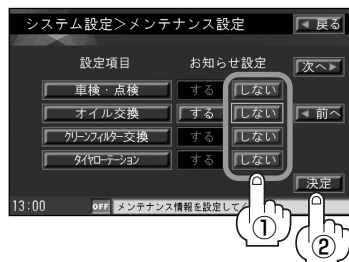 システム設定＞メンテナンス設定
戻る
設定項目 お知らせ設定
次へ
車検・点検 する しない
オイル交換 する しない
前へ
クリーンフィルター交換 する しない
タイヤローテーション する しない
決定
13:00 OFF メンテナンス情報を設定して
① ②